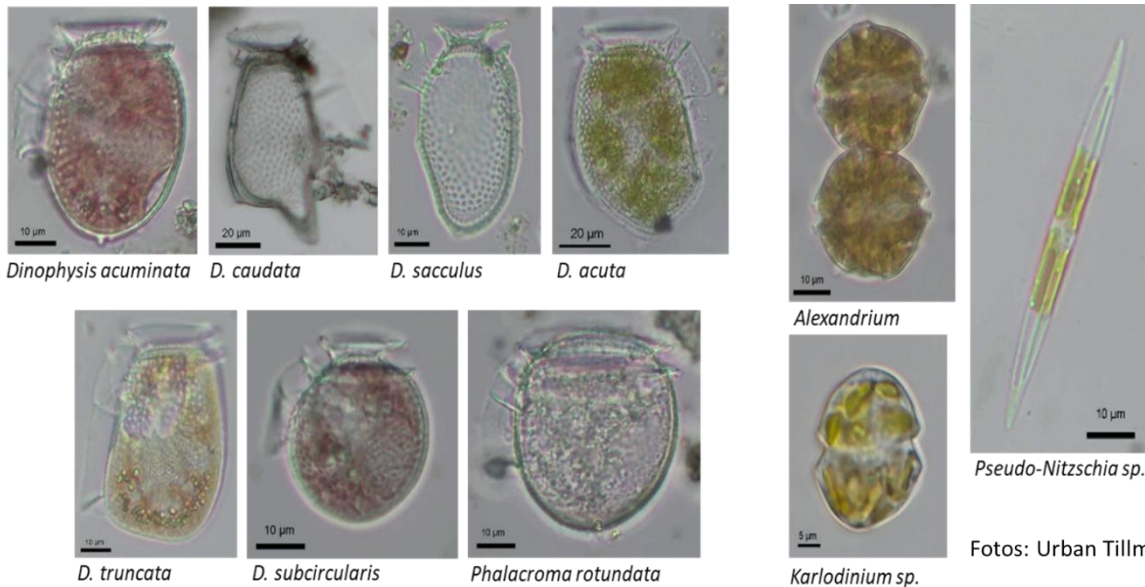 10 µm
20 µm
10 µm
20 µm
Dinophysis acuminata
D. caudata
D. sacculus
D. acuta
10 µm
Alexandrium
10 µm
10 µm
10 µm
D. truncata
D. subcircularis
Phalacroma rotundata
5 µm
Karlodinium sp.
10 µm
Pseudo-Nitzschia sp.
Fotos: Urban